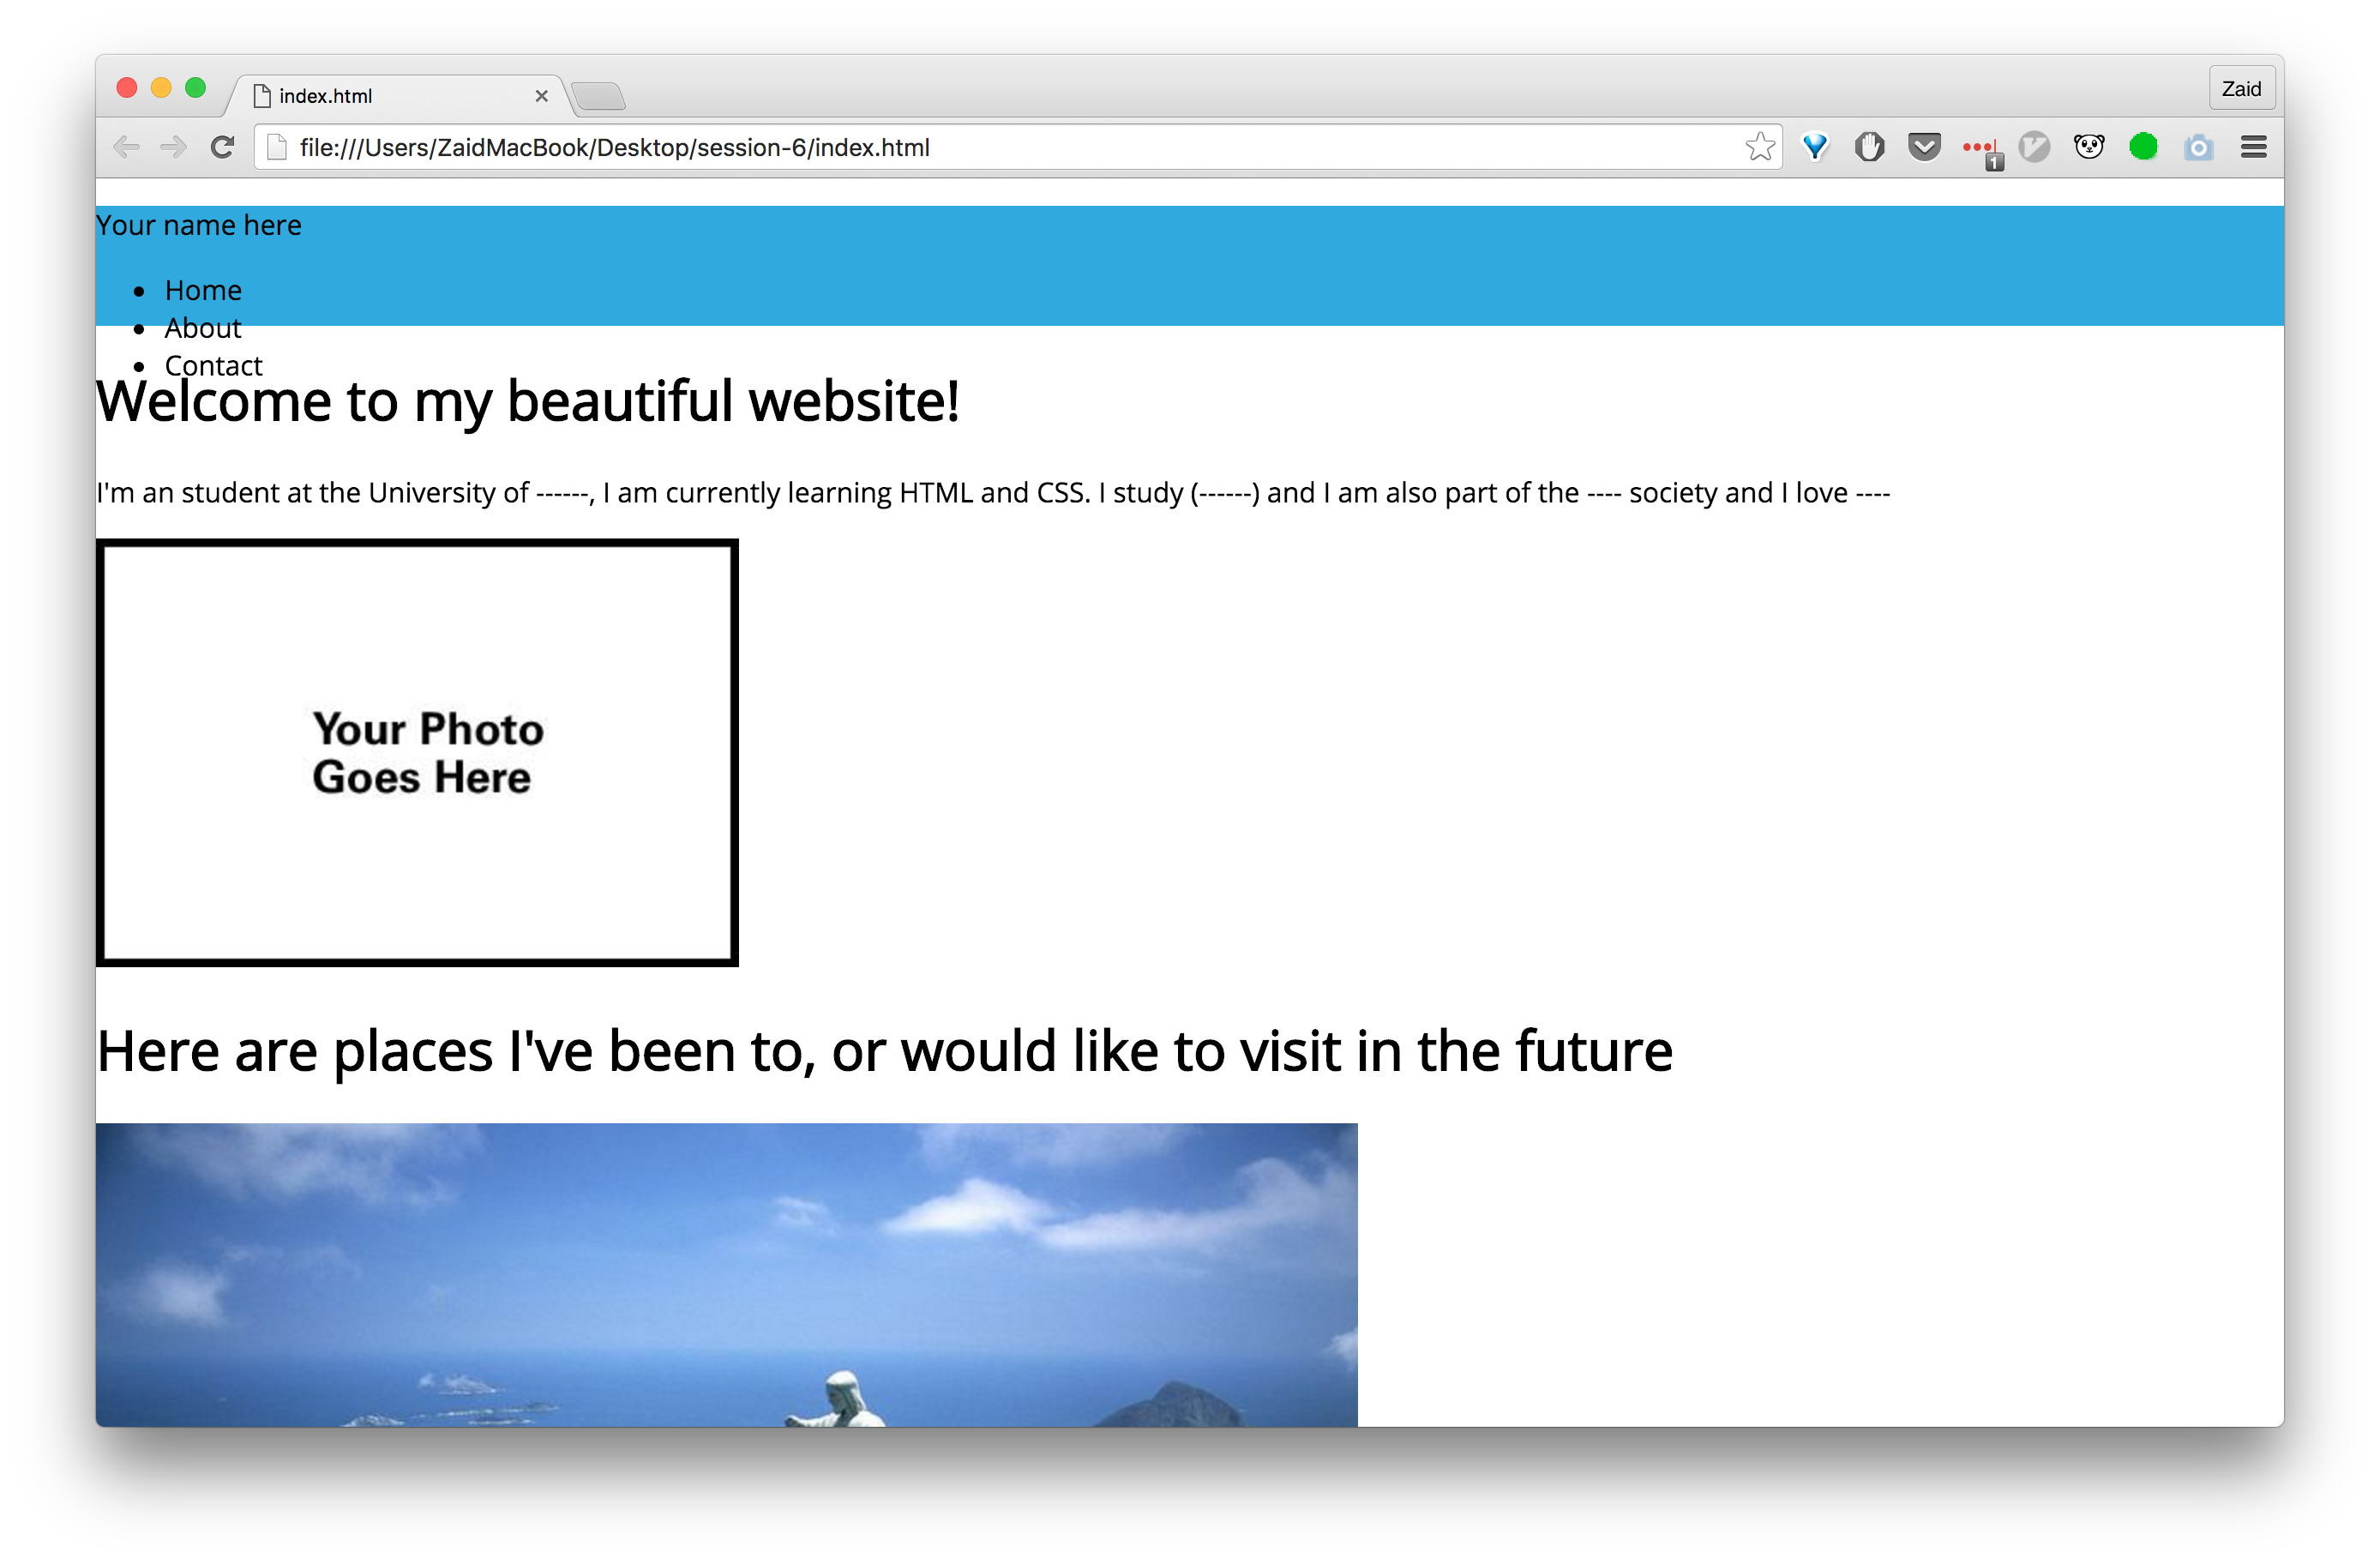 index.html
Zaid
file:///Users/ZaidMacBook/Desktop/session-6/index.html
1
Your name here
Home
About
Contact
Welcome to my beautiful website!
I'm an student at the University of ------, I am currently learning HTML and CSS. I study (------) and I am also part of the ---- society and I love ----
Your Photo
Goes Here
Here are places I've been to, or would like to visit in the future